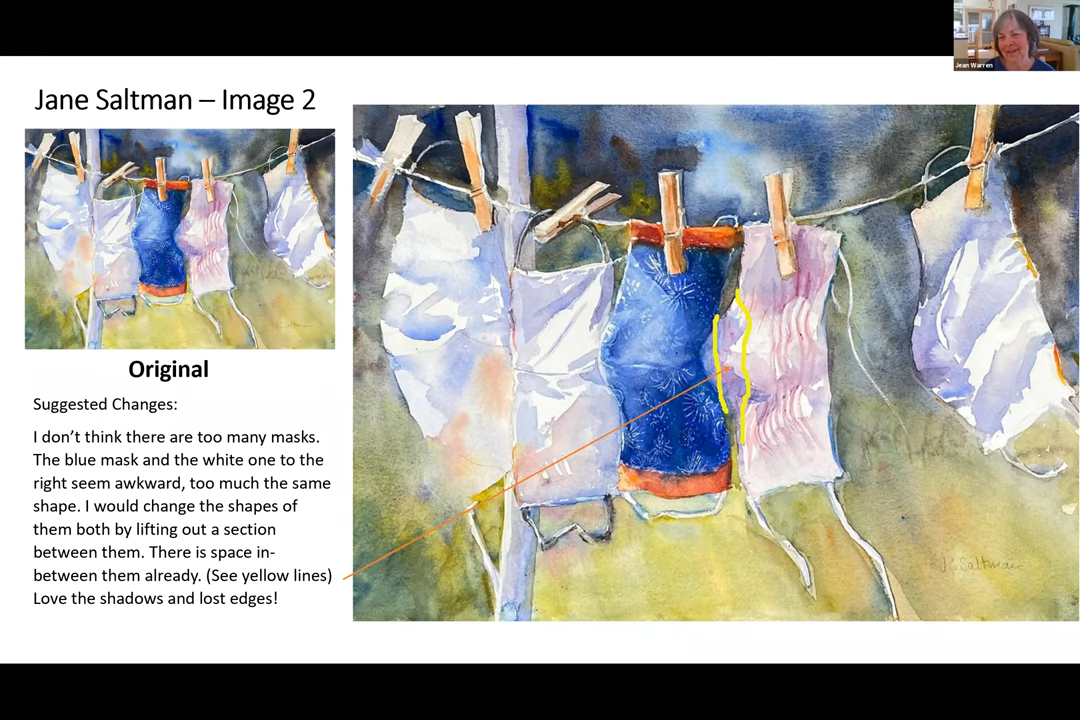 Jean Warren
Jane Saltman – Image 2
Original
Suggested Changes:
I don’t think there are too many masks.
The blue mask and the white one to the
right seem awkward, too much the same
shape. I would change the shapes of
them both by lifting out a section
between them. There is space in-
between them already. (See yellow lines)
Love the shadows and lost edges!
JCSaltman